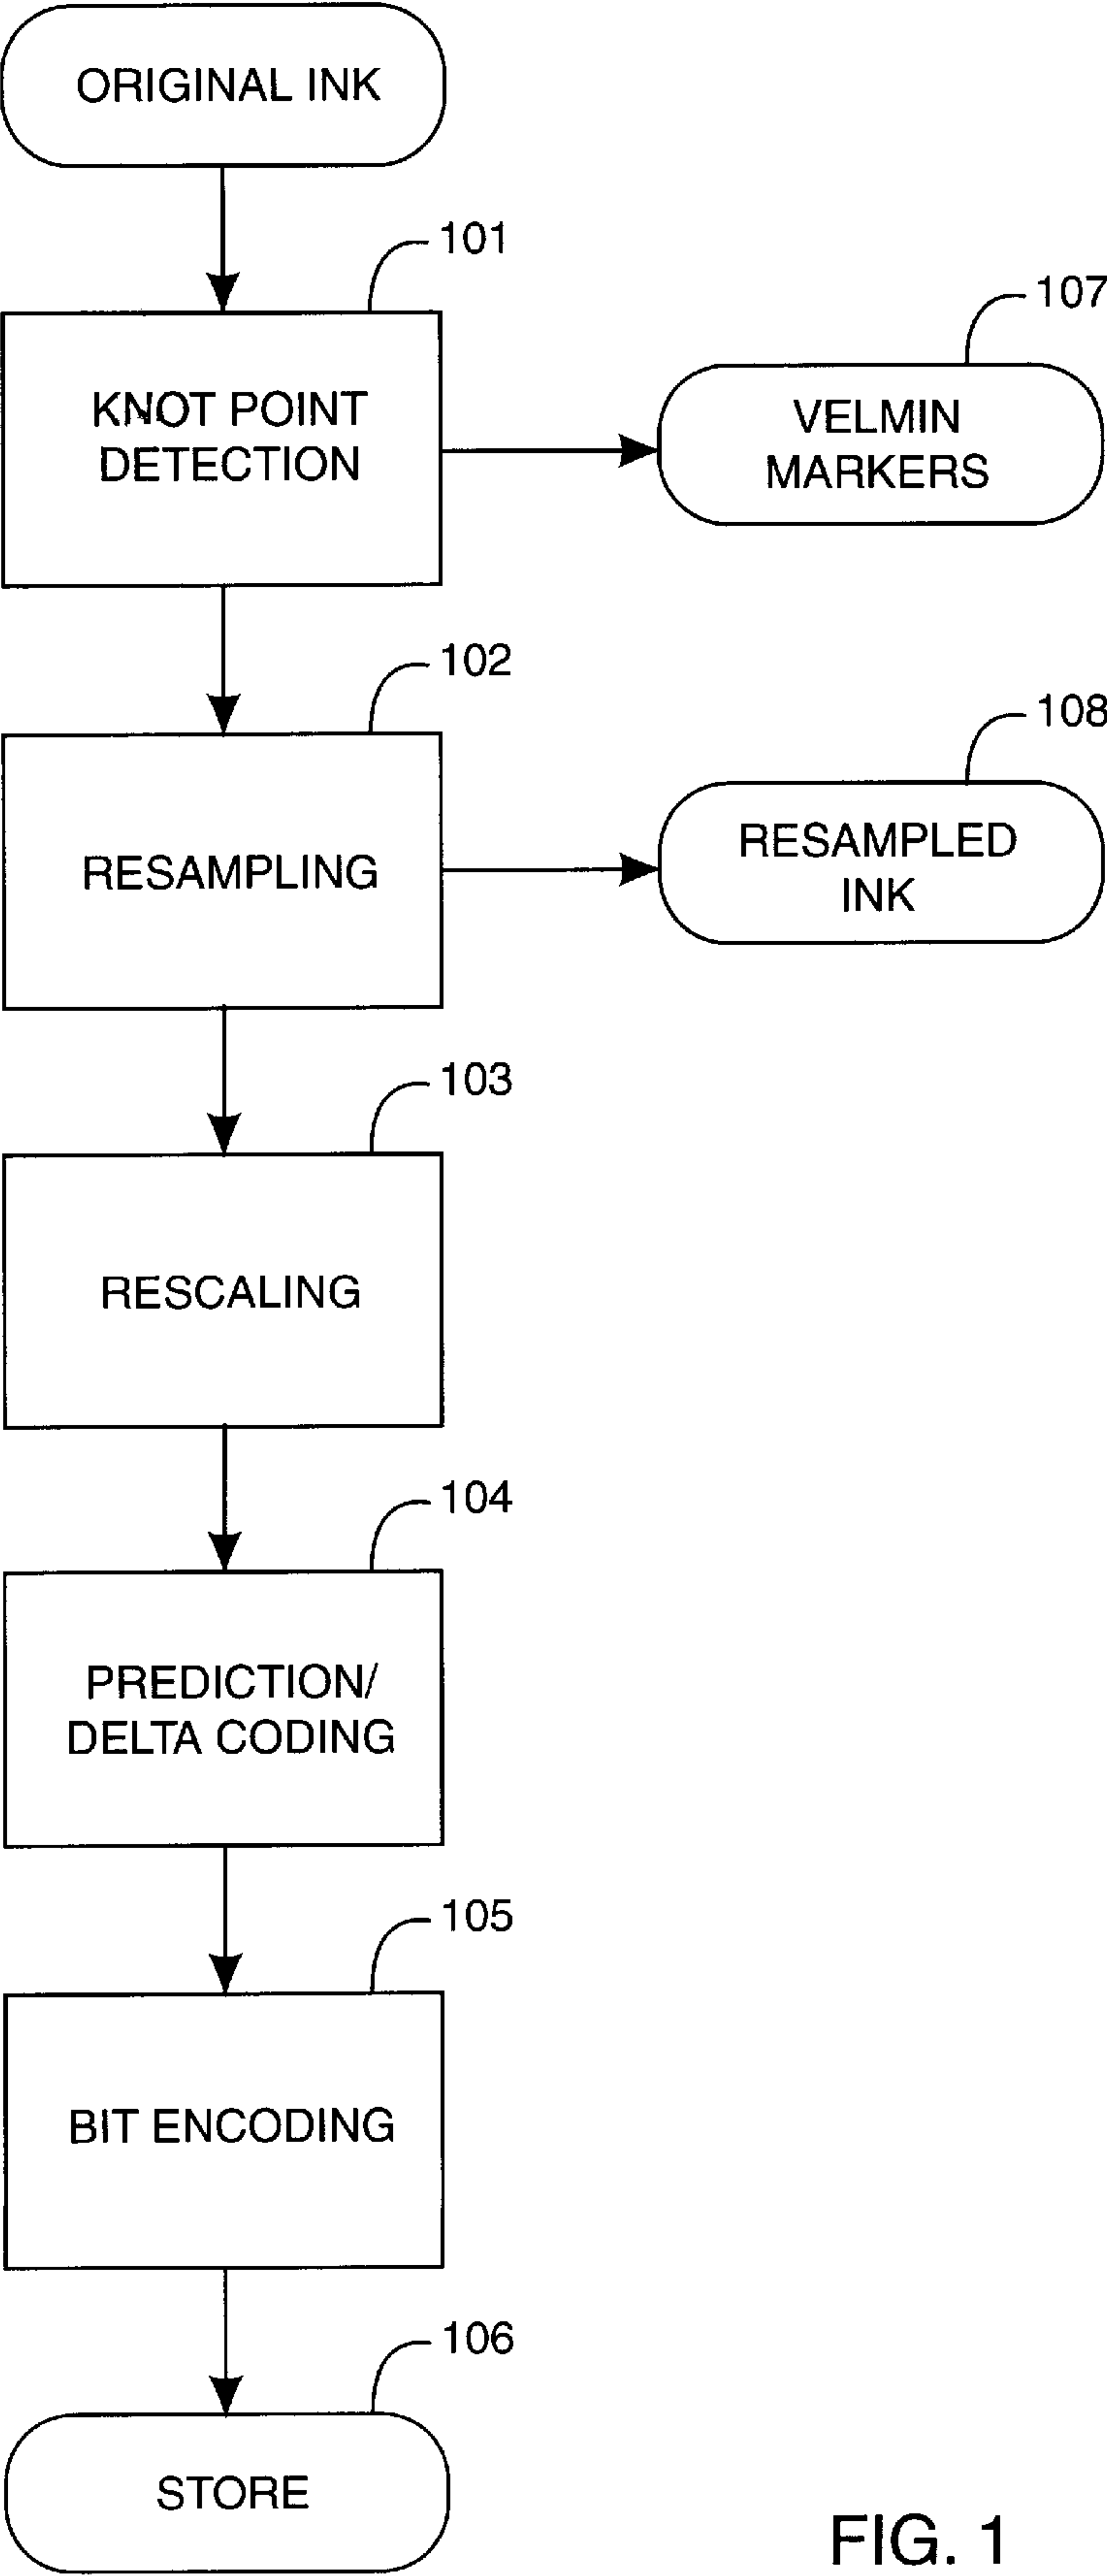 ORIGINAL INK
101
107
KNOT POINT
DETECTION
VELMIN
MARKERS
102
108
RESAMPLING
RESAMPLED
INK
103
RESCALING
104
PREDICTION/
DELTA CODING
105
BIT ENCODING
106
STORE
FIG. 1